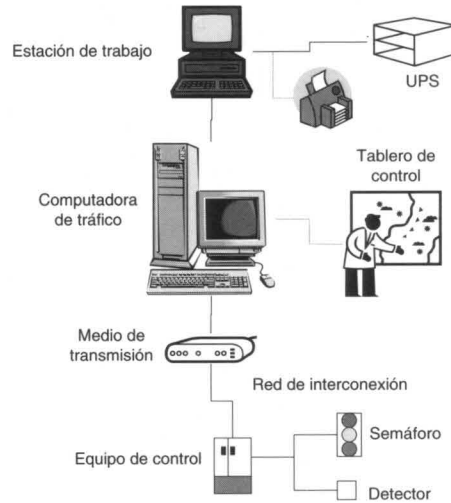 Estación de trabajo
UPS
Tablero de
control
Computadora
de tráfico
Medio de
transmisión
Red de interconexión
Semáforo
Equipo de control
Detector